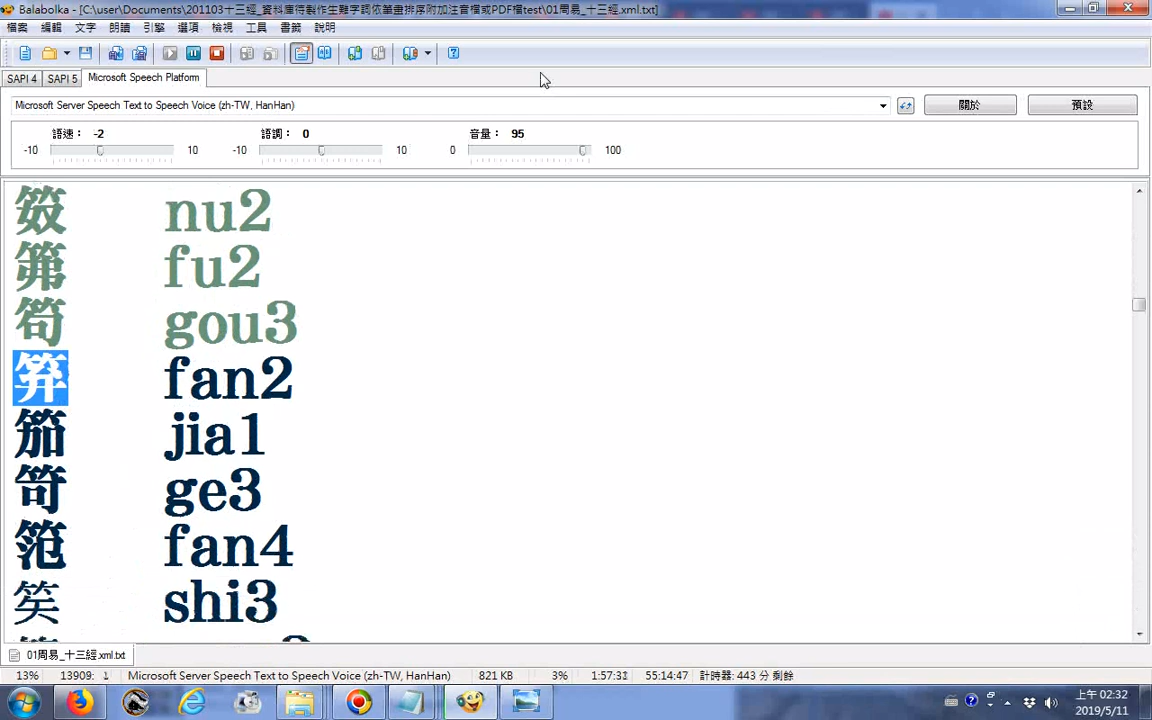 Balabolka - [C:\user\Documents\201103十三經_資料庫待製作生難字詞依筆畫排序附加注音檔或PDF檔test\01周易_十三經.xml.txt]
檔案 編輯 文字 朗讀 引擎 選項 檢視 工具 書籤 說明
SAPI 4 SAPI 5 Microsoft Speech Platform
Microsoft Server Speech Text to Speech Voice (zh-TW, HanHan) 關於 預設
語速： -2 語調： 0 音量： 95
-10 10 -10 10 0 100
笯 nu2
笰 fu2
笱 gou3
笲 fan2
笳 jia1
笴 ge3
笵 fan4
笶 shi3
01周易_十三經.xml.txt
13% 13909: 1 Microsoft Server Speech Text to Speech Voice (zh-TW, HanHan) 821 KB 3% 1:57:31 55:14:47 計時器: 443 分 剩餘
上午 02:32
2019/5/11